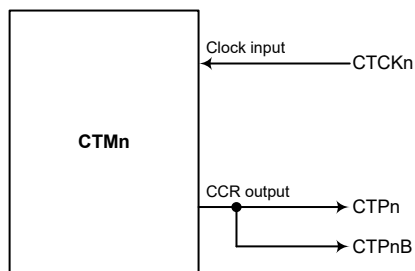 Clock input
CTCKn
CTMn
CCR output
CTPn
CTPnB